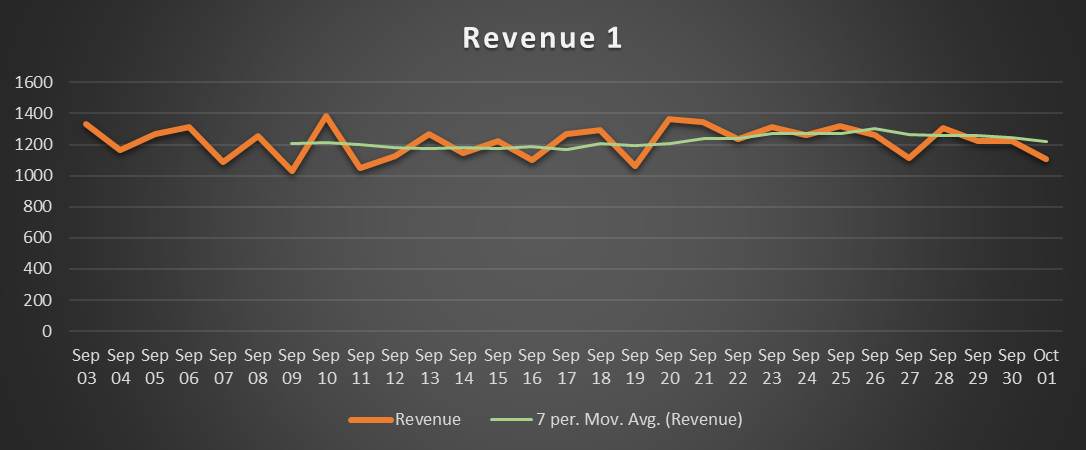 Revenue 1
1600
1400
1200
1000
800
600
400
200
0
Sep Sep Sep Sep Sep Sep Sep Sep Sep Sep Sep Sep Sep Sep Sep Sep Sep Sep Sep Sep Sep Sep Sep Sep Sep Sep Sep Sep Oct
03 04 05 06 07 08 09 10 11 12 13 14 15 16 17 18 19 20 21 22 23 24 25 26 27 28 29 30 01
Revenue 7 per. Mov. Avg. (Revenue)